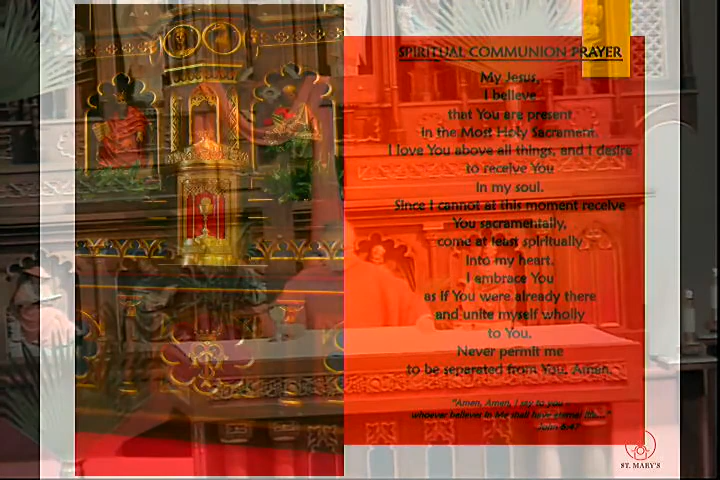 SPIRITUAL COMMUNION PRAYER
My Jesus,
I believe
that You are present
in the Most Holy Sacrament.
I love You above all things, and I desire
to receive You
in my soul.
Since I cannot at this moment receive
You sacramentally,
come at least spiritually
into my heart.
I embrace You
as if You were already there
and unite myself wholly
to You.
Never permit me
to be separated from You. Amen.
"Amen, Amen, I say to you -
whoever believes in Me shall have eternal life...."
John 6:47
ST. MARY'S